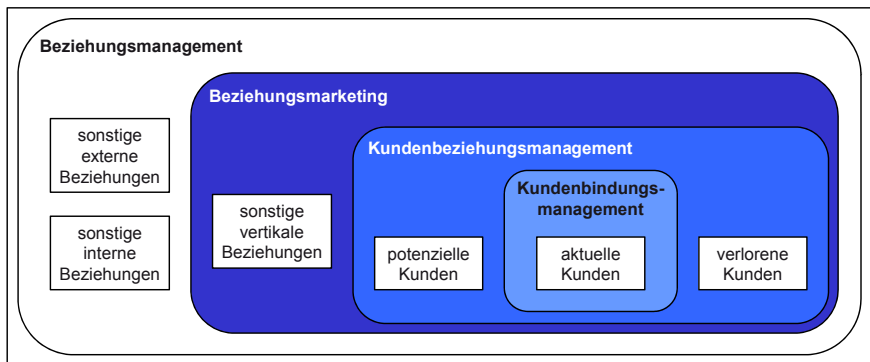 Beziehungsmanagement
Beziehungsmarketing
sonstige
externe
Beziehungen
Kundenbeziehungsmanagement
Kundenbindungs-
management
sonstige
vertikale
Beziehungen
sonstige
interne
Beziehungen
potenzielle
Kunden
aktuelle
Kunden
verlorene
Kunden